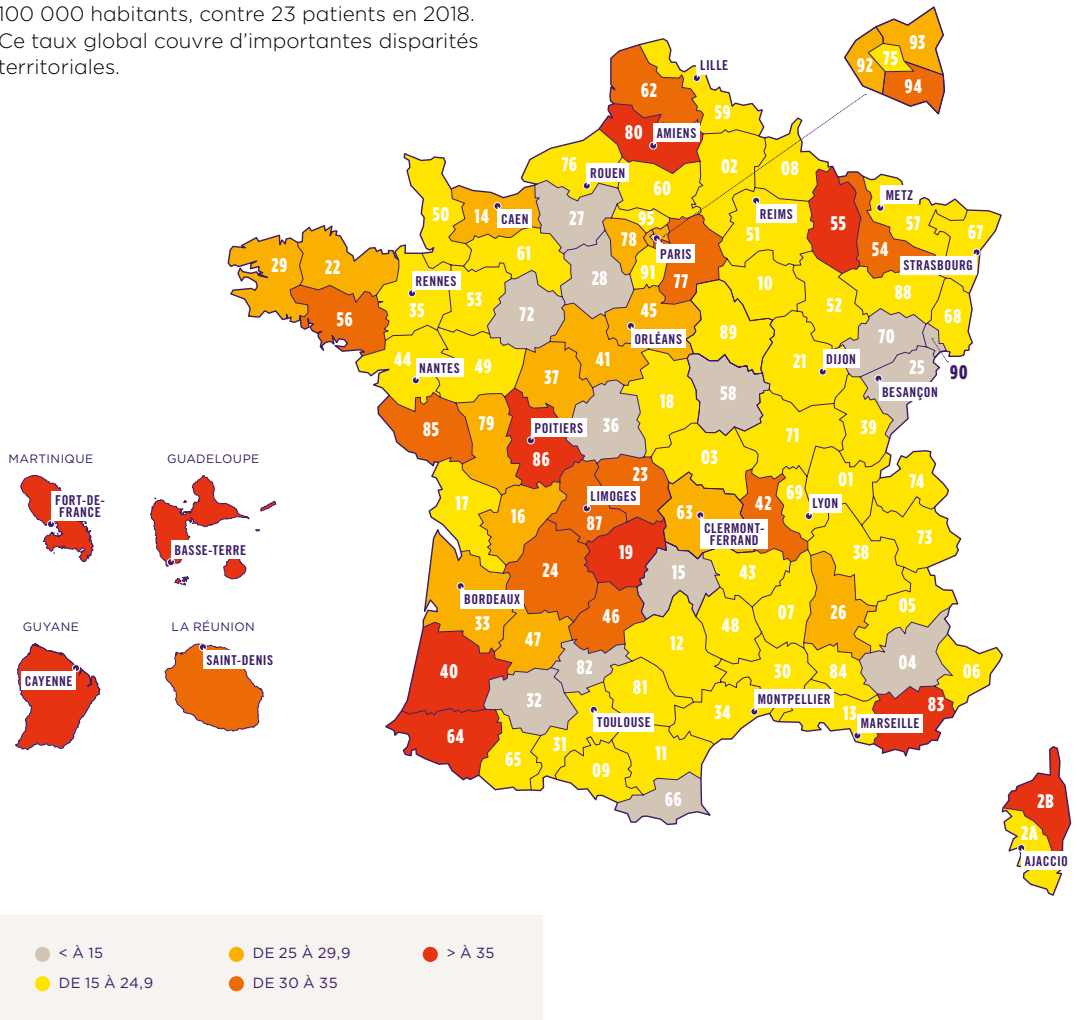 100 000 habitants, contre 23 patients en 2018.
Ce taux global couvre d'importantes disparités
territoriales.
93
92
75
94
LILLE
62
59
80
AMIENS
76
ROUEN
02
08
60
METZ
50
14
CAEN
27
95
REIMS
55
57
67
78
PARIS
51
54
STRASBOURG
29
22
61
91
77
RENNES
28
10
88
35
53
52
56
72
45
68
ORLÉANS
89
70
44
NANTES
49
41
21
DIJON
25
90
37
BESANÇON
18
58
85
79
POITIERS
36
39
71
86
03
MARTINIQUE
GUADELOUPE
23
01
74
FORT-DE-
FRANCE
17
LIMOGES
42
69
LYON
16
87
63
CLERMONT-
FERRAND
73
BASSE-TERRE
19
38
24
15
43
BORDEAUX
05
46
07
26
GUYANE
LA RÉUNION
33
48
47
12
SAINT-DENIS
82
04
40
30
84
06
CAYENNE
81
32
MONTPELLIER
83
34
13
TOULOUSE
MARSEILLE
64
31
65
11
09
66
2B
2A
AJACCIO
< À 15
DE 25 À 29,9
> À 35
DE 15 À 24,9
DE 30 À 35